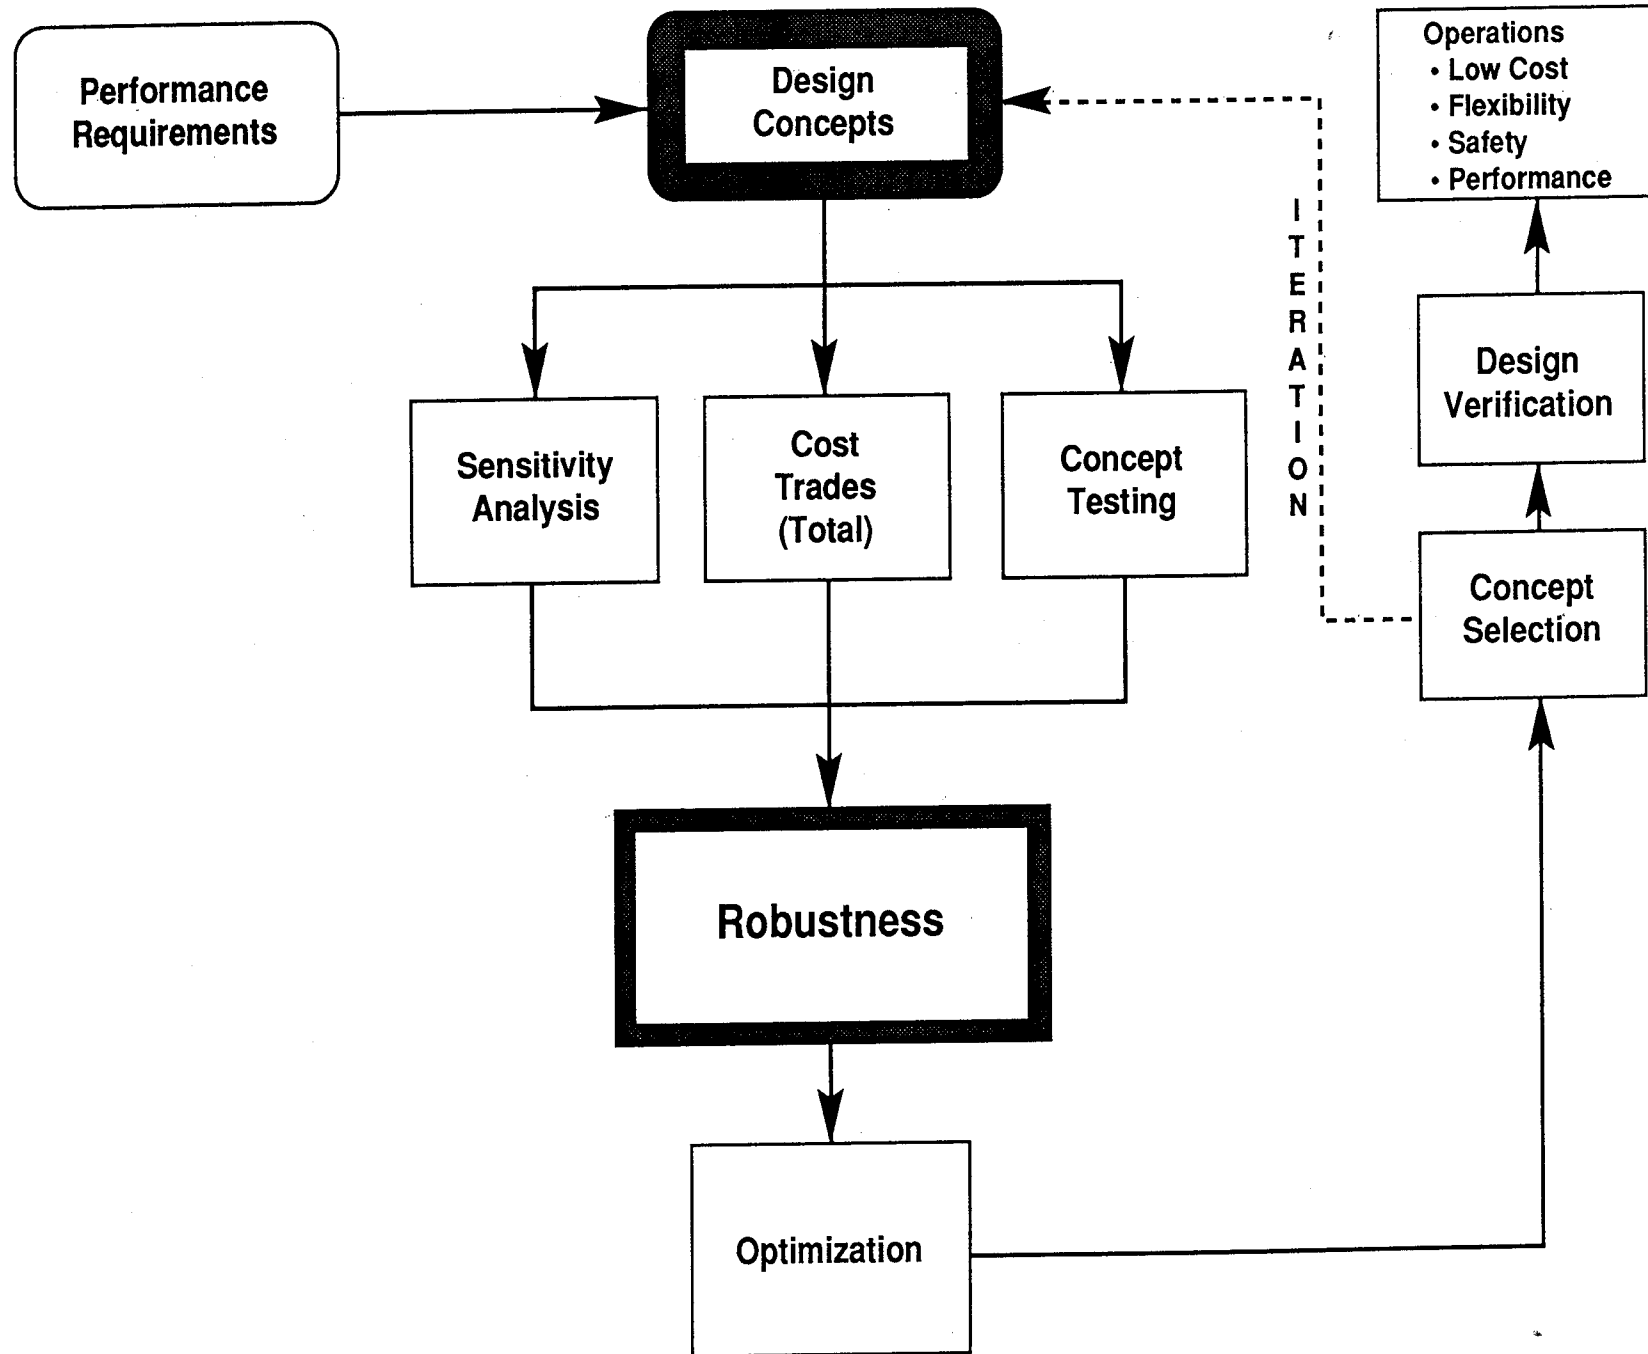 Performance
Requirements
Design
Concepts
Operations
• Low Cost
• Flexibility
• Safety
• Performance
ITERATION
Design
Verification
Sensitivity
Analysis
Cost
Trades
(Total)
Concept
Testing
Concept
Selection
Robustness
Optimization